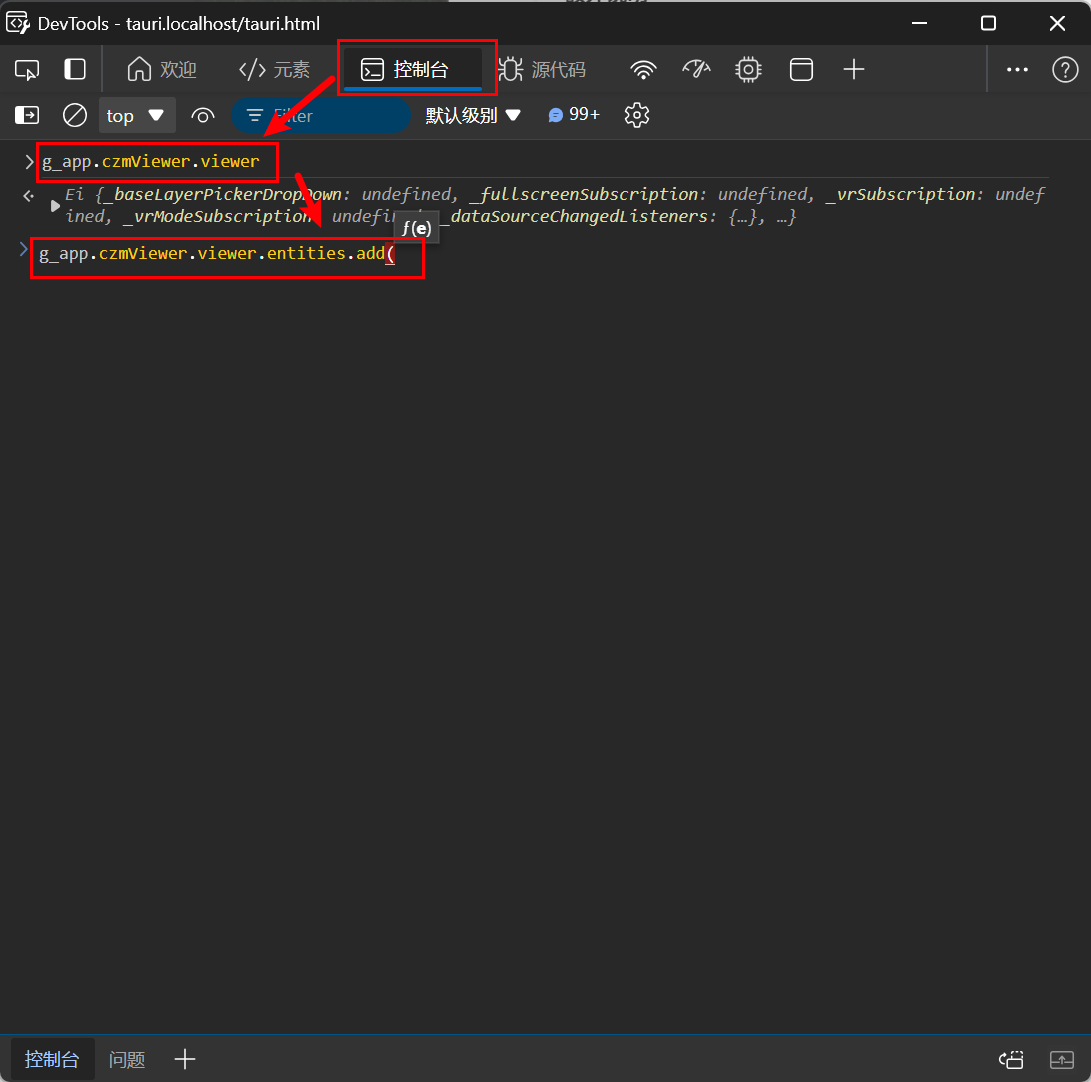 DevTools - tauri.localhost/tauri.html
欢迎 </> 元素 控制台 源代码
top Filter 默认级别 99+
> g_app.czmViewer.viewer
Ei {_baseLayerPickerDropDown: undefined, _fullscreenSubscription: undefined, _vrSubscription: undef
ined, _vrModeSubscription: undefined, _dataSourceChangedListeners: {…}, …}
ƒ(e)
> g_app.czmViewer.viewer.entities.add(
控制台 问题